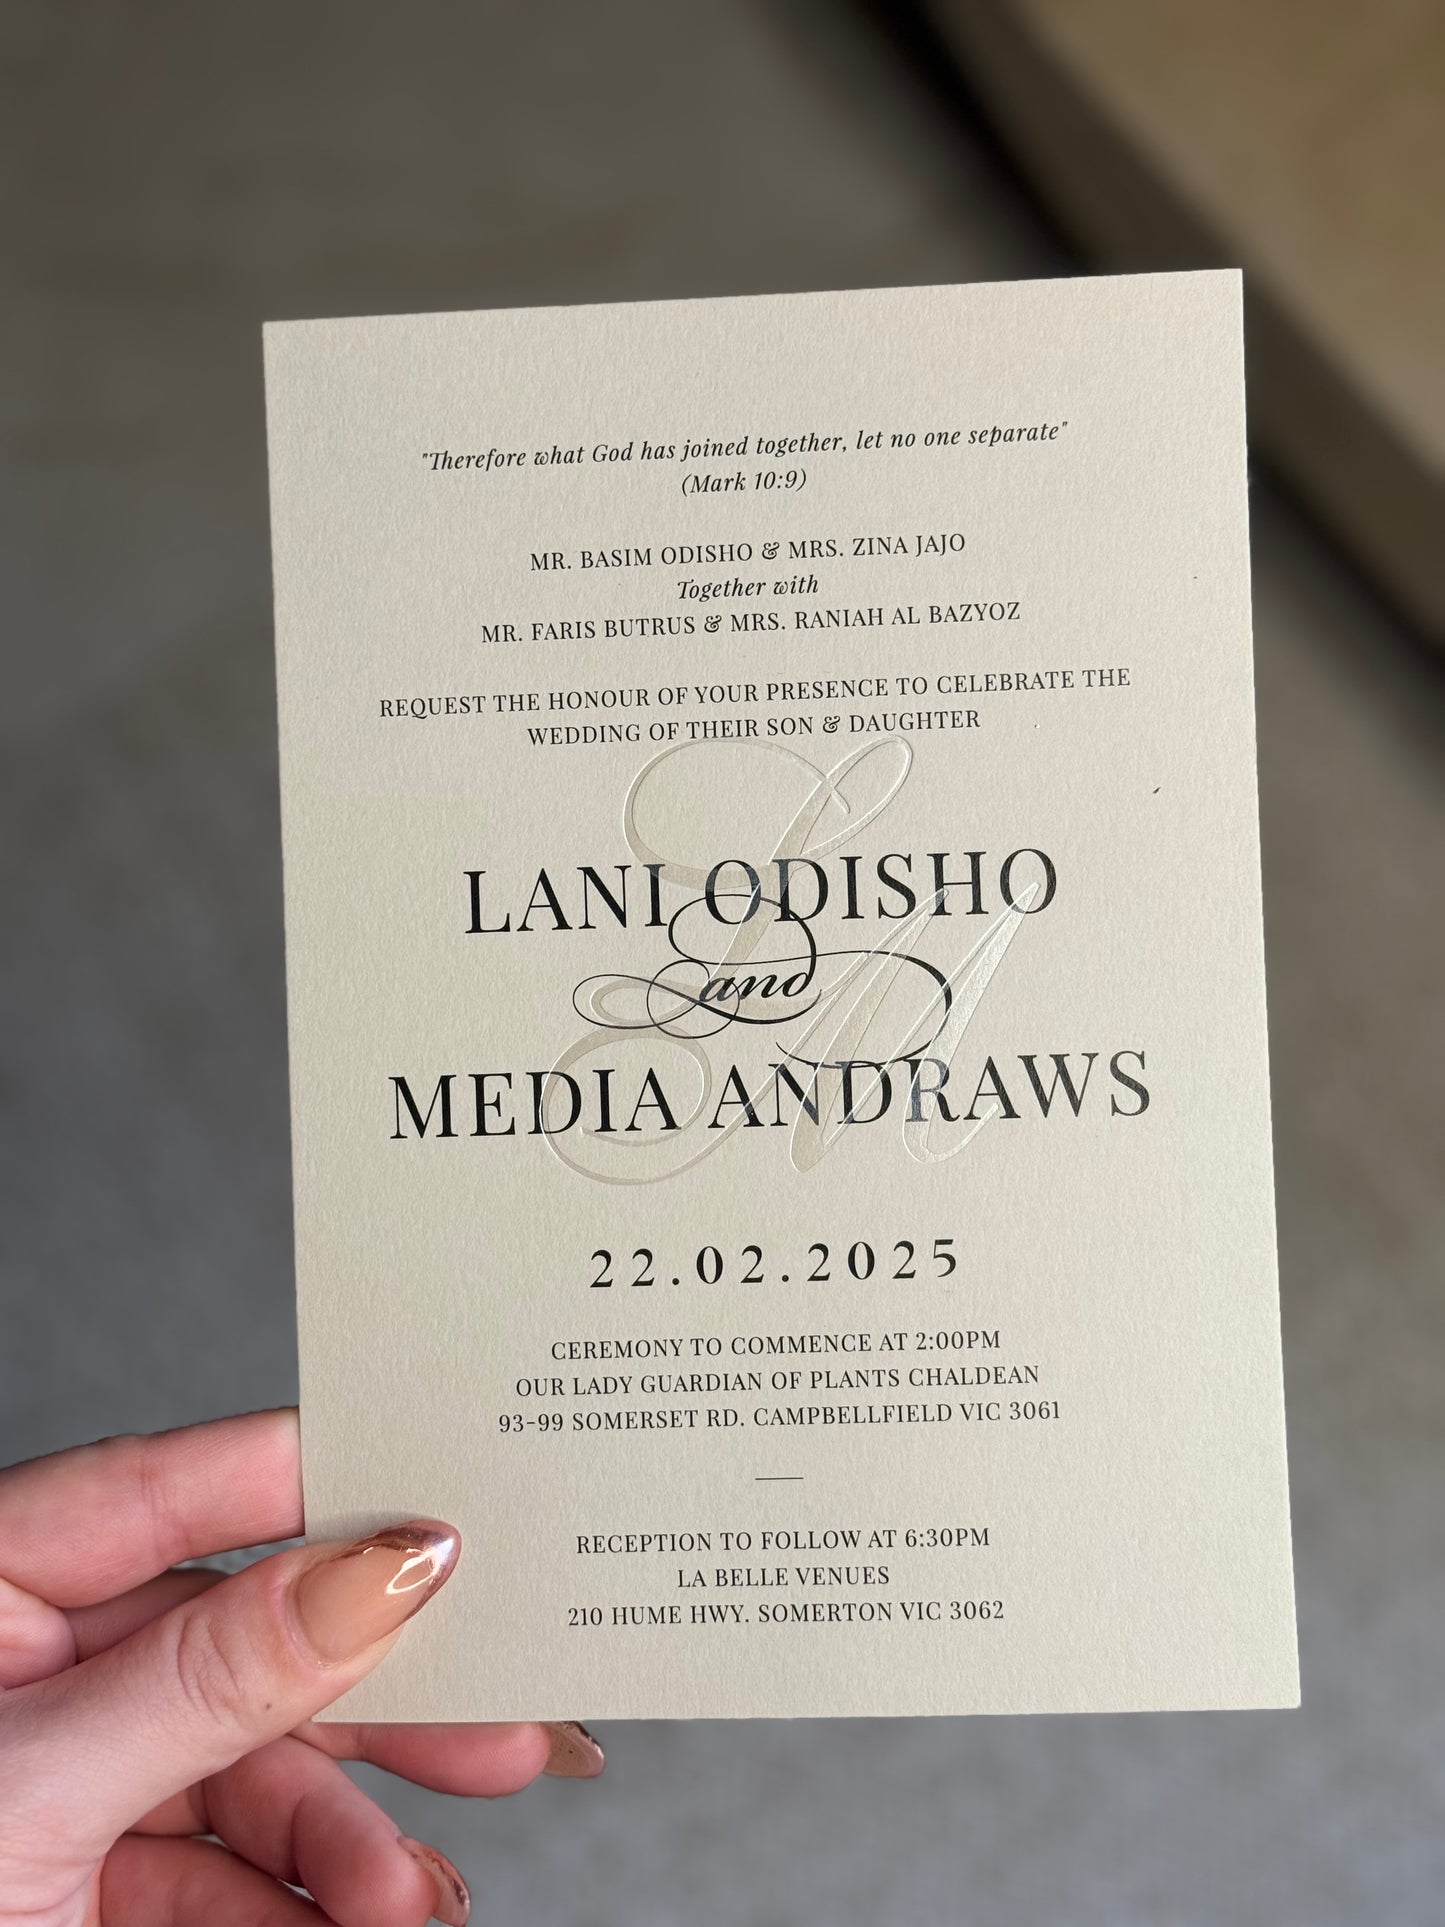 "Therefore what God has joined together, let no one separate"
(Mark 10:9)
MR. BASIM ODISHO & MRS. ZINA JAJO
Together with
MR. FARIS BUTRUS & MRS. RANIAH AL BAZYOZ
REQUEST THE HONOUR OF YOUR PRESENCE TO CELEBRATE THE
WEDDING OF THEIR SON & DAUGHTER
LANI ODISHO
and
MEDIA ANDRAWS
L
M
22.02.2025
CEREMONY TO COMMENCE AT 2:00PM
OUR LADY GUARDIAN OF PLANTS CHALDEAN
93-99 SOMERSET RD. CAMPBELLFIELD VIC 3061
RECEPTION TO FOLLOW AT 6:30PM
LA BELLE VENUES
210 HUME HWY. SOMERTON VIC 3062